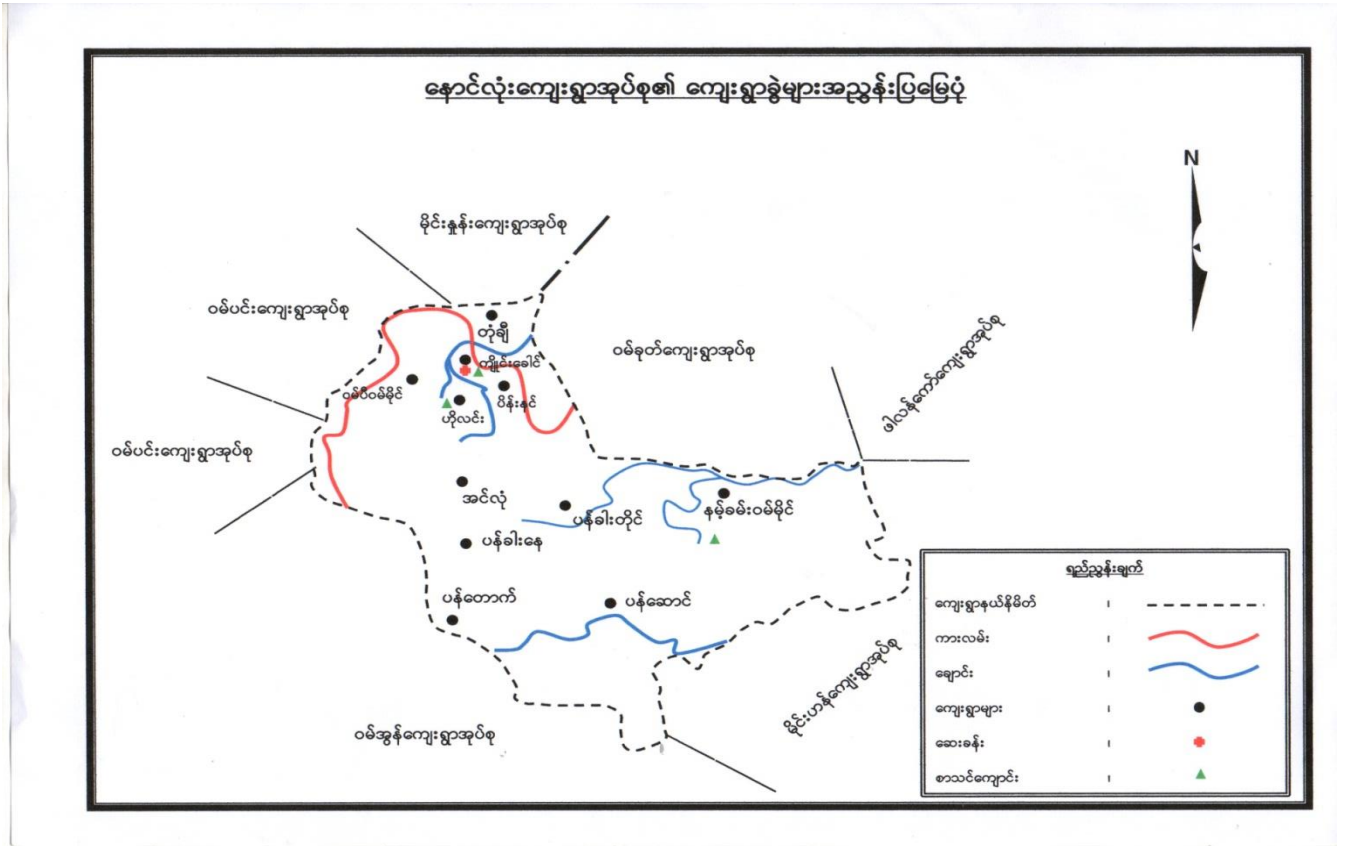 နောင်လုံးကျေးရွာအုပ်စု၏ ကျေးရွာခွဲများအညွှန်းပြမြေပုံ
N
မိုင်းနှုန်းကျေးရွာအုပ်စု
ဝမ်ပင်းကျေးရွာအုပ်စု
တုံချီ
ဝမ်ခုတ်ကျေးရွာအုပ်စု
ဖါလန်ကော်ကျေးရွာအုပ်စု
ကျိုင်းခေါင်
ဝမ်ပီဝမ်မိုင်
ပိန်းနင်
ဟိုလင်း
ဝမ်ပင်းကျေးရွာအုပ်စု
အင်လုံ
ပန်ခါးတိုင်
နမ့်ခမ်းဝမ်မိုင်
ပန်ခါးနေ
ပန်တောက်
ပန်ဆောင်
မိုင်းဟန်ကျေးရွာအုပ်စု
ဝမ်အွန်ကျေးရွာအုပ်စု
ရည်ညွှန်းချက်
ကျေးရွာနယ်နိမိတ် ၊
ကားလမ်း ၊
ချောင်း ၊
ကျေးရွာများ ၊
ဆေးခန်း ၊
စာသင်ကျောင်း ၊